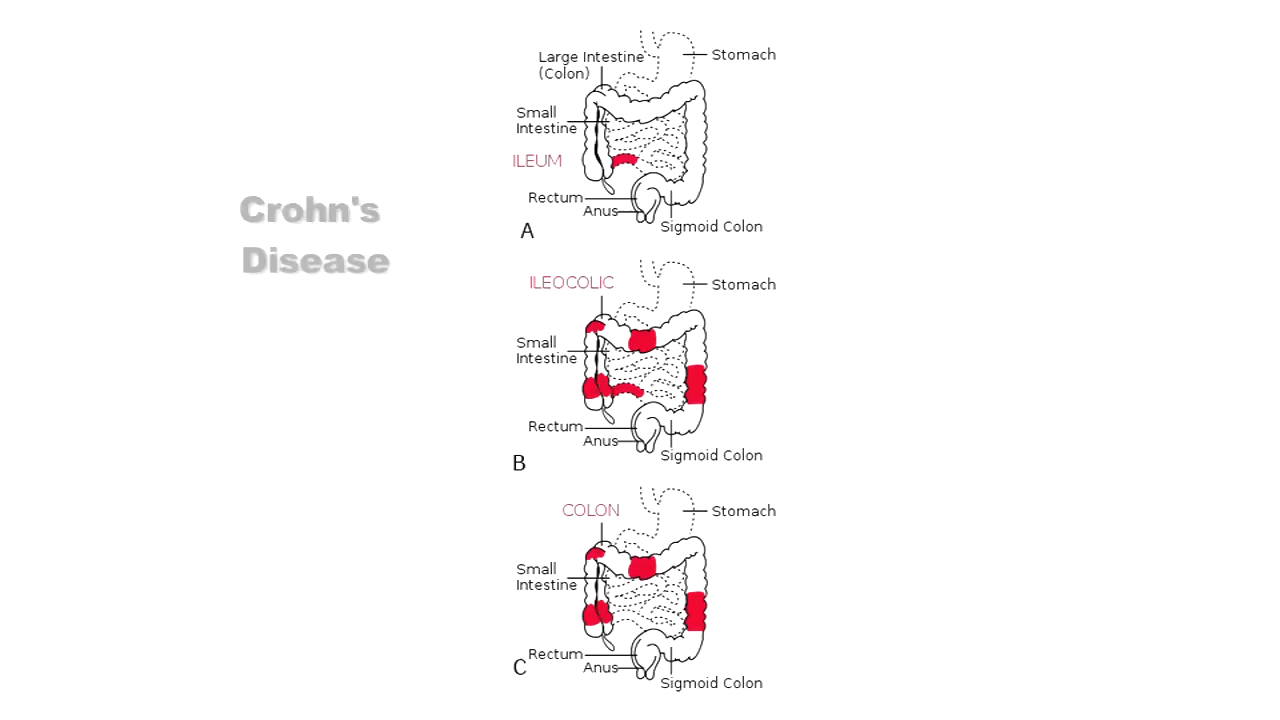 Crohn's
Disease
Stomach
Large Intestine
(Colon)
Small
Intestine
ILEUM
Rectum
Anus
Sigmoid Colon
A
ILEOCOLIC
Stomach
Small
Intestine
Rectum
Anus
Sigmoid Colon
B
COLON
Stomach
Small
Intestine
Rectum
Anus
Sigmoid Colon
C